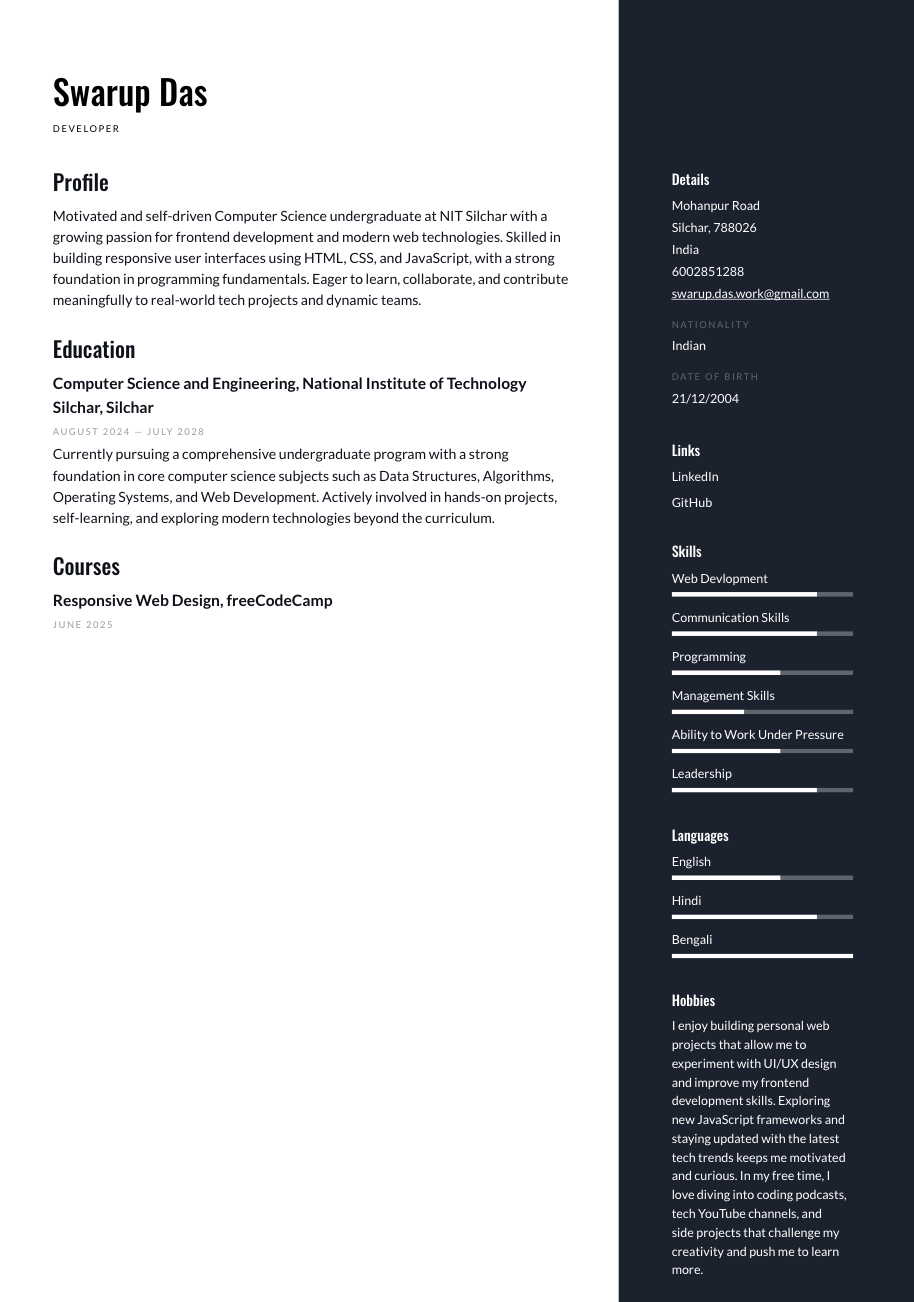 Swarup Das
DEVELOPER
Profile
Motivated and self-driven Computer Science undergraduate at NIT Silchar with a
growing passion for frontend development and modern web technologies. Skilled in
building responsive user interfaces using HTML, CSS, and JavaScript, with a strong
foundation in programming fundamentals. Eager to learn, collaborate, and contribute
meaningfully to real-world tech projects and dynamic teams.
Education
Computer Science and Engineering, National Institute of Technology
Silchar, Silchar
AUGUST 2024 — JULY 2028
Currently pursuing a comprehensive undergraduate program with a strong
foundation in core computer science subjects such as Data Structures, Algorithms,
Operating Systems, and Web Development. Actively involved in hands-on projects,
self-learning, and exploring modern technologies beyond the curriculum.
Courses
Responsive Web Design, freeCodeCamp
JUNE 2025
Details
Mohanpur Road
Silchar, 788026
India
6002851288
swarup.das.work@gmail.com
NATIONALITY
Indian
DATE OF BIRTH
21/12/2004
Links
LinkedIn
GitHub
Skills
Web Devlopment
Communication Skills
Programming
Management Skills
Ability to Work Under Pressure
Leadership
Languages
English
Hindi
Bengali
Hobbies
I enjoy building personal web
projects that allow me to
experiment with UI/UX design
and improve my frontend
development skills. Exploring
new JavaScript frameworks and
staying updated with the latest
tech trends keeps me motivated
and curious. In my free time, I
love diving into coding podcasts,
tech YouTube channels, and
side projects that challenge my
creativity and push me to learn
more.